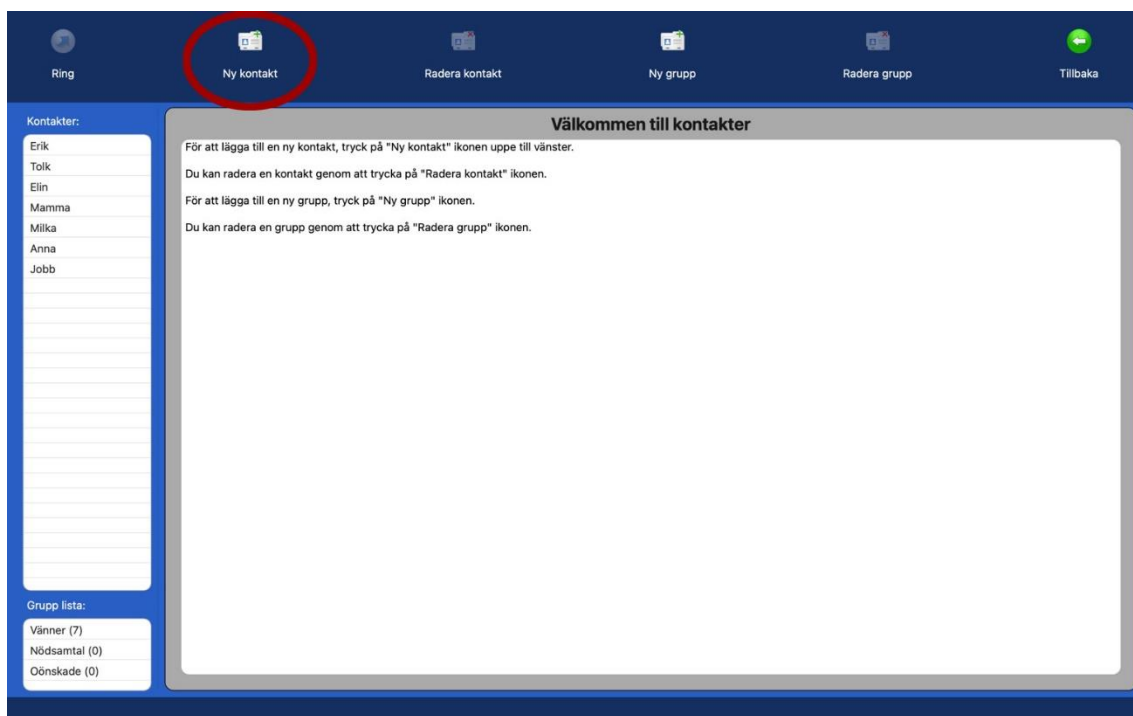 Ring
Ny kontakt
Radera kontakt
Ny grupp
Radera grupp
Tillbaka
Kontakter:
Erik
Tolk
Elin
Mamma
Milka
Anna
Jobb
Grupp lista:
Vänner (7)
Nödsamtal (0)
Oönskade (0)
Välkommen till kontakter
För att lägga till en ny kontakt, tryck på "Ny kontakt" ikonen uppe till vänster.
Du kan radera en kontakt genom att trycka på "Radera kontakt" ikonen.
För att lägga till en ny grupp, tryck på "Ny grupp" ikonen.
Du kan radera en grupp genom att trycka på "Radera grupp" ikonen.